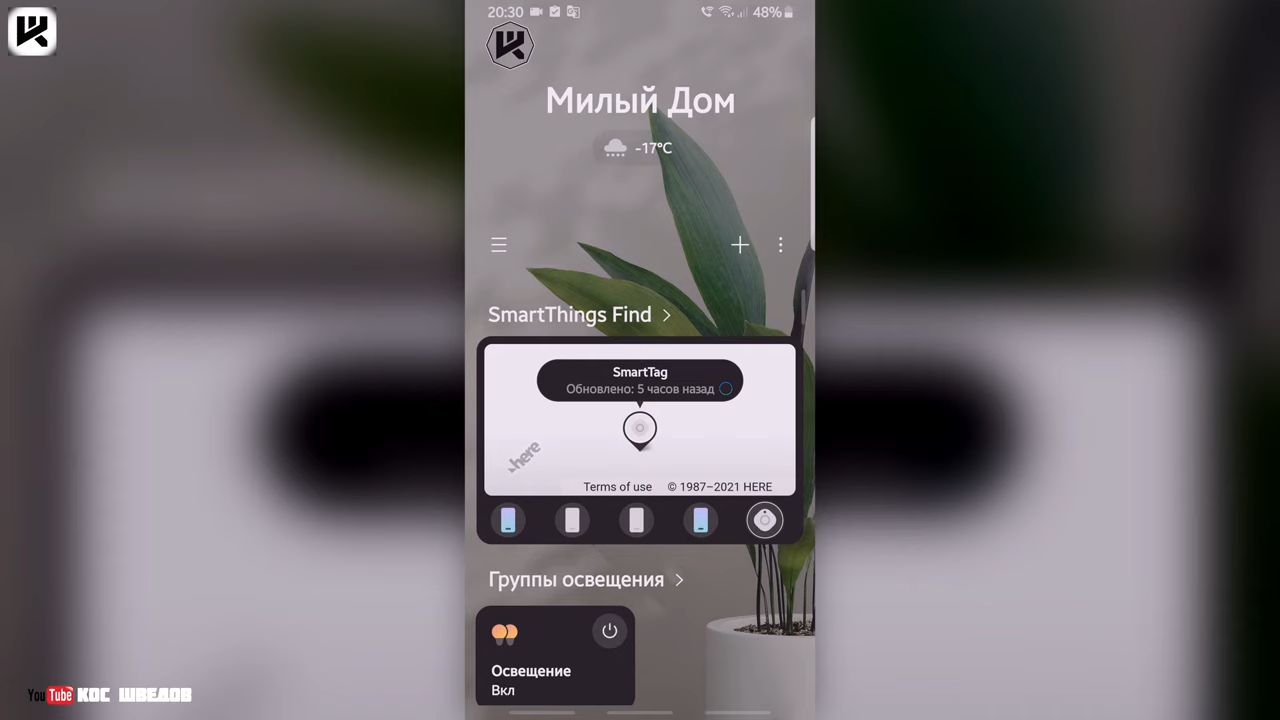 20:30
48%
Милый Дом
-17°C
SmartThings Find
SmartTag
Обновлено: 5 часов назад
here
Terms of use © 1987–2021 HERE
Группы освещения
Освещение
Вкл
YouTube КОС ШВЕДОВ